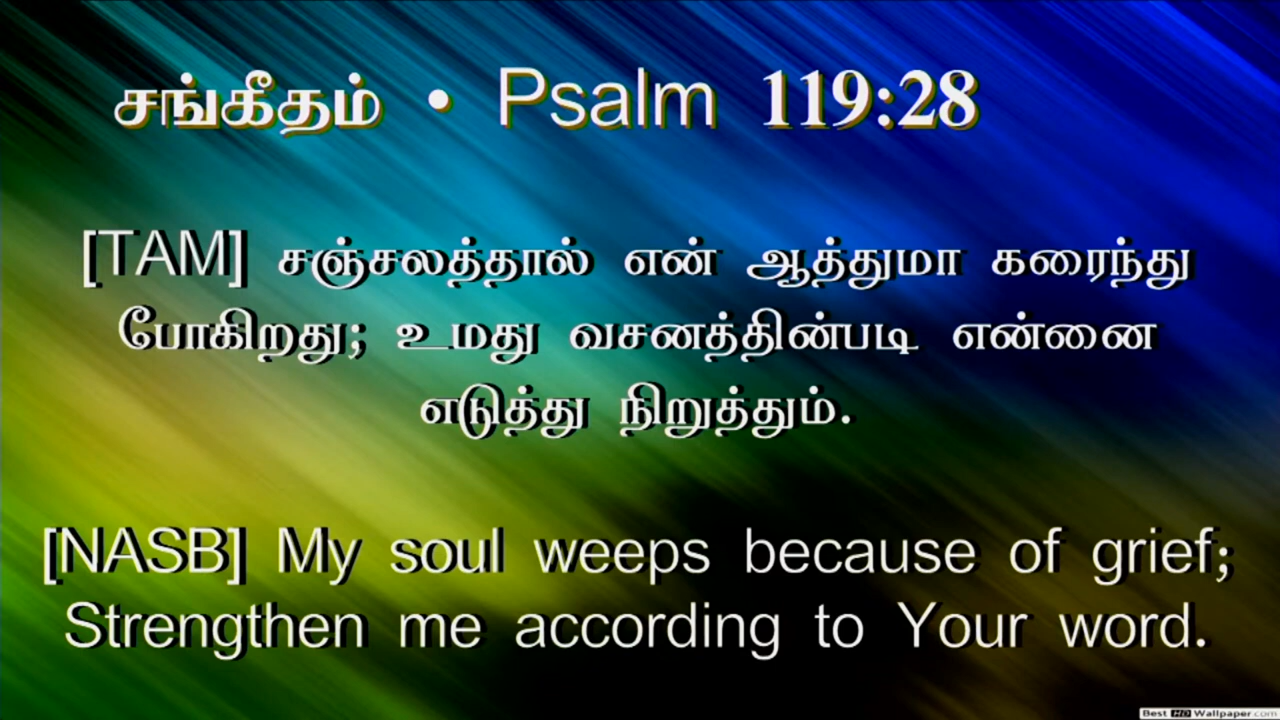 சங்கீதம் • Psalm 119:28
[TAM] சஞ்சலத்தால் என் ஆத்துமா கரைந்து
போகிறது; உமது வசனத்தின்படி என்னை
எடுத்து நிறுத்தும்.
[NASB] My soul weeps because of grief;
Strengthen me according to Your word.
Best HD Wallpaper.com